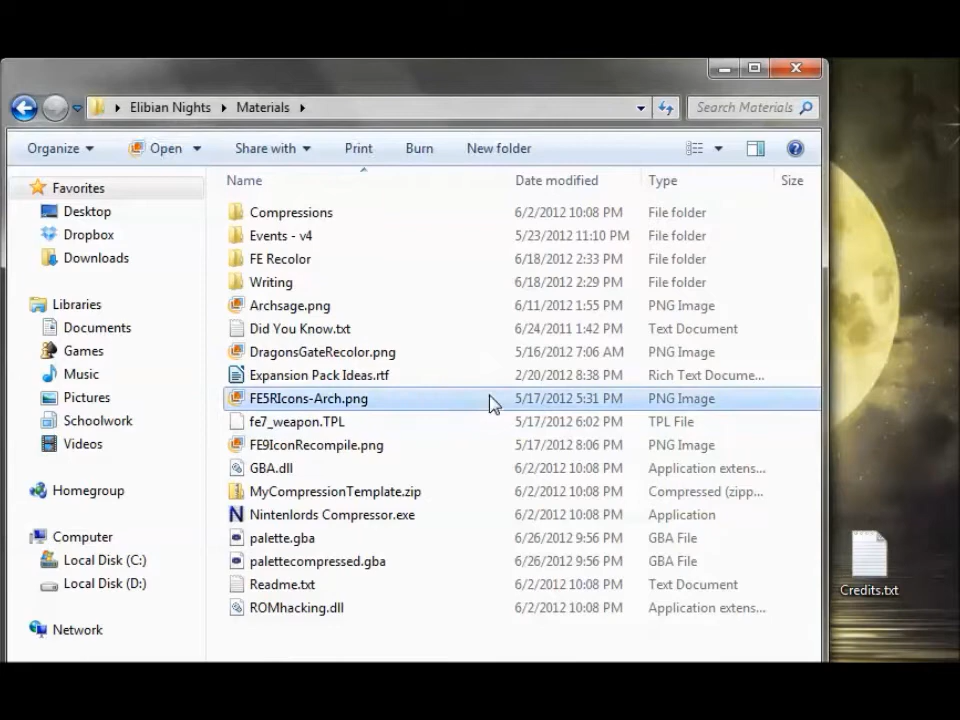 Elibian Nights Materials Search Materials
Organize Open Share with Print Burn New folder
Name Date modified Type Size
Favorites
Desktop
Dropbox
Downloads
Libraries
Documents
Games
Music
Pictures
Schoolwork
Videos
Homegroup
Computer
Local Disk (C:)
Local Disk (D:)
Network
Compressions 6/2/2012 10:08 PM File folder
Events - v4 5/23/2012 11:10 PM File folder
FE Recolor 6/18/2012 2:33 PM File folder
Writing 6/18/2012 2:29 PM File folder
Archsage.png 6/11/2012 1:55 PM PNG Image
Did You Know.txt 6/24/2011 1:42 PM Text Document
DragonsGateRecolor.png 5/16/2012 7:06 AM PNG Image
Expansion Pack Ideas.rtf 2/20/2012 8:38 PM Rich Text Docume...
FE5RIcons-Arch.png 5/17/2012 5:31 PM PNG Image
fe7_weapon.TPL 5/17/2012 6:02 PM TPL File
FE9IconRecompile.png 5/17/2012 8:06 PM PNG Image
GBA.dll 6/2/2012 10:08 PM Application extens...
MyCompressionTemplate.zip 6/2/2012 10:08 PM Compressed (zipp...
Nintenlords Compressor.exe 6/2/2012 10:08 PM Application
palette.gba 6/26/2012 9:56 PM GBA File
palettecompressed.gba 6/26/2012 9:56 PM GBA File
Readme.txt 6/2/2012 10:08 PM Text Document
ROMhacking.dll 6/2/2012 10:08 PM Application extens...
Credits.txt